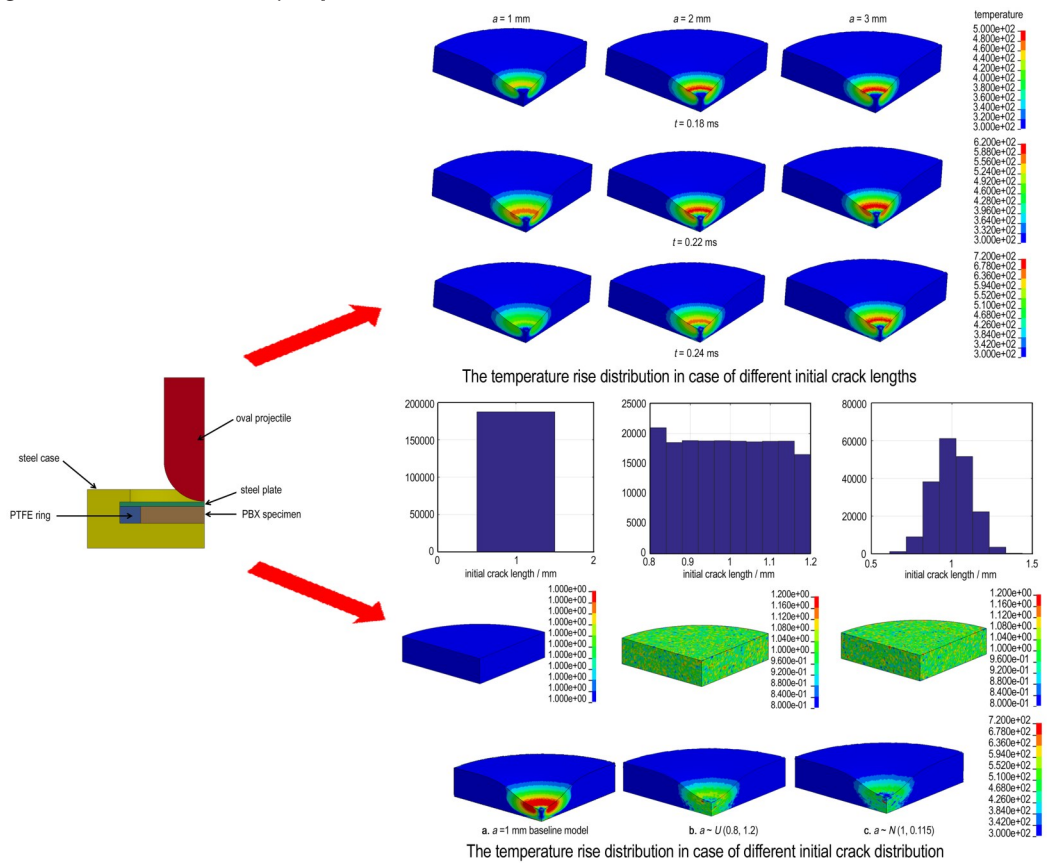 a = 1 mm
a = 2 mm
a = 3 mm
temperature
5.000e+02
4.800e+02
4.600e+02
4.400e+02
4.200e+02
4.000e+02
3.800e+02
3.600e+02
3.400e+02
3.200e+02
3.000e+02
t = 0.18 ms
6.200e+02
5.880e+02
5.560e+02
5.240e+02
4.920e+02
4.600e+02
4.280e+02
3.960e+02
3.640e+02
3.320e+02
3.000e+02
t = 0.22 ms
7.200e+02
6.780e+02
6.360e+02
5.940e+02
5.520e+02
5.100e+02
4.680e+02
4.260e+02
3.840e+02
3.420e+02
3.000e+02
t = 0.24 ms
The temperature rise distribution in case of different initial crack lengths
oval projectile
steel case
steel plate
PTFE ring
PBX specimen
200000
150000
100000
50000
0
0
1
2
initial crack length / mm
25000
20000
15000
10000
5000
0
0.8
0.9
1
1.1
1.2
initial crack length / mm
80000
60000
40000
20000
0
0.5
1
1.5
initial crack length / mm
1.000e+00
1.000e+00
1.000e+00
1.000e+00
1.000e+00
1.000e+00
1.000e+00
1.000e+00
1.000e+00
1.000e+00
1.000e+00
1.200e+00
1.160e+00
1.120e+00
1.080e+00
1.040e+00
1.000e+00
9.600e-01
9.200e-01
8.800e-01
8.400e-01
8.000e-01
1.200e+00
1.160e+00
1.120e+00
1.080e+00
1.040e+00
1.000e+00
9.600e-01
9.200e-01
8.800e-01
8.400e-01
8.000e-01
7.200e+02
6.780e+02
6.360e+02
5.940e+02
5.520e+02
5.100e+02
4.680e+02
4.260e+02
3.840e+02
3.420e+02
3.000e+02
a. a =1 mm baseline model
b. a ~ U (0.8, 1.2)
c. a ~ N (1, 0.115)
The temperature rise distribution in case of different initial crack distribution